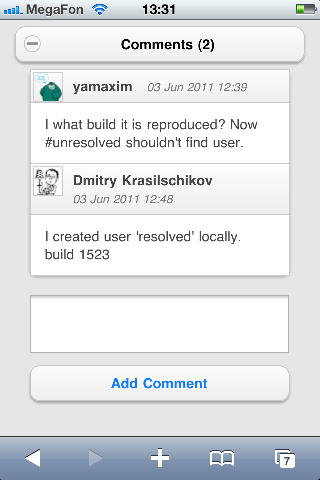 MegaFon 13:31
Comments (2)
yamaxim 03 Jun 2011 12:39
I what build it is reproduced? Now
#unresolved shouldn't find user.
Dmitry Krasilschikov
03 Jun 2011 12:48
I created user 'resolved' locally.
build 1523
Add Comment
7